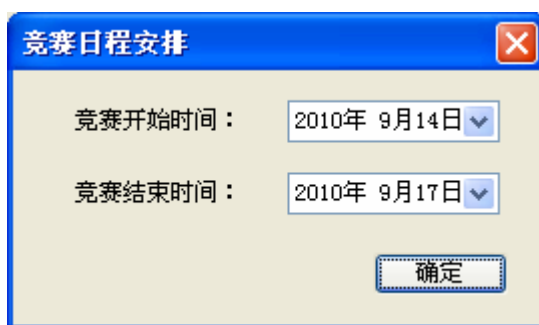 竞赛日程安排
竞赛开始时间： 2010年 9月14日
竞赛结束时间： 2010年 9月17日
确定